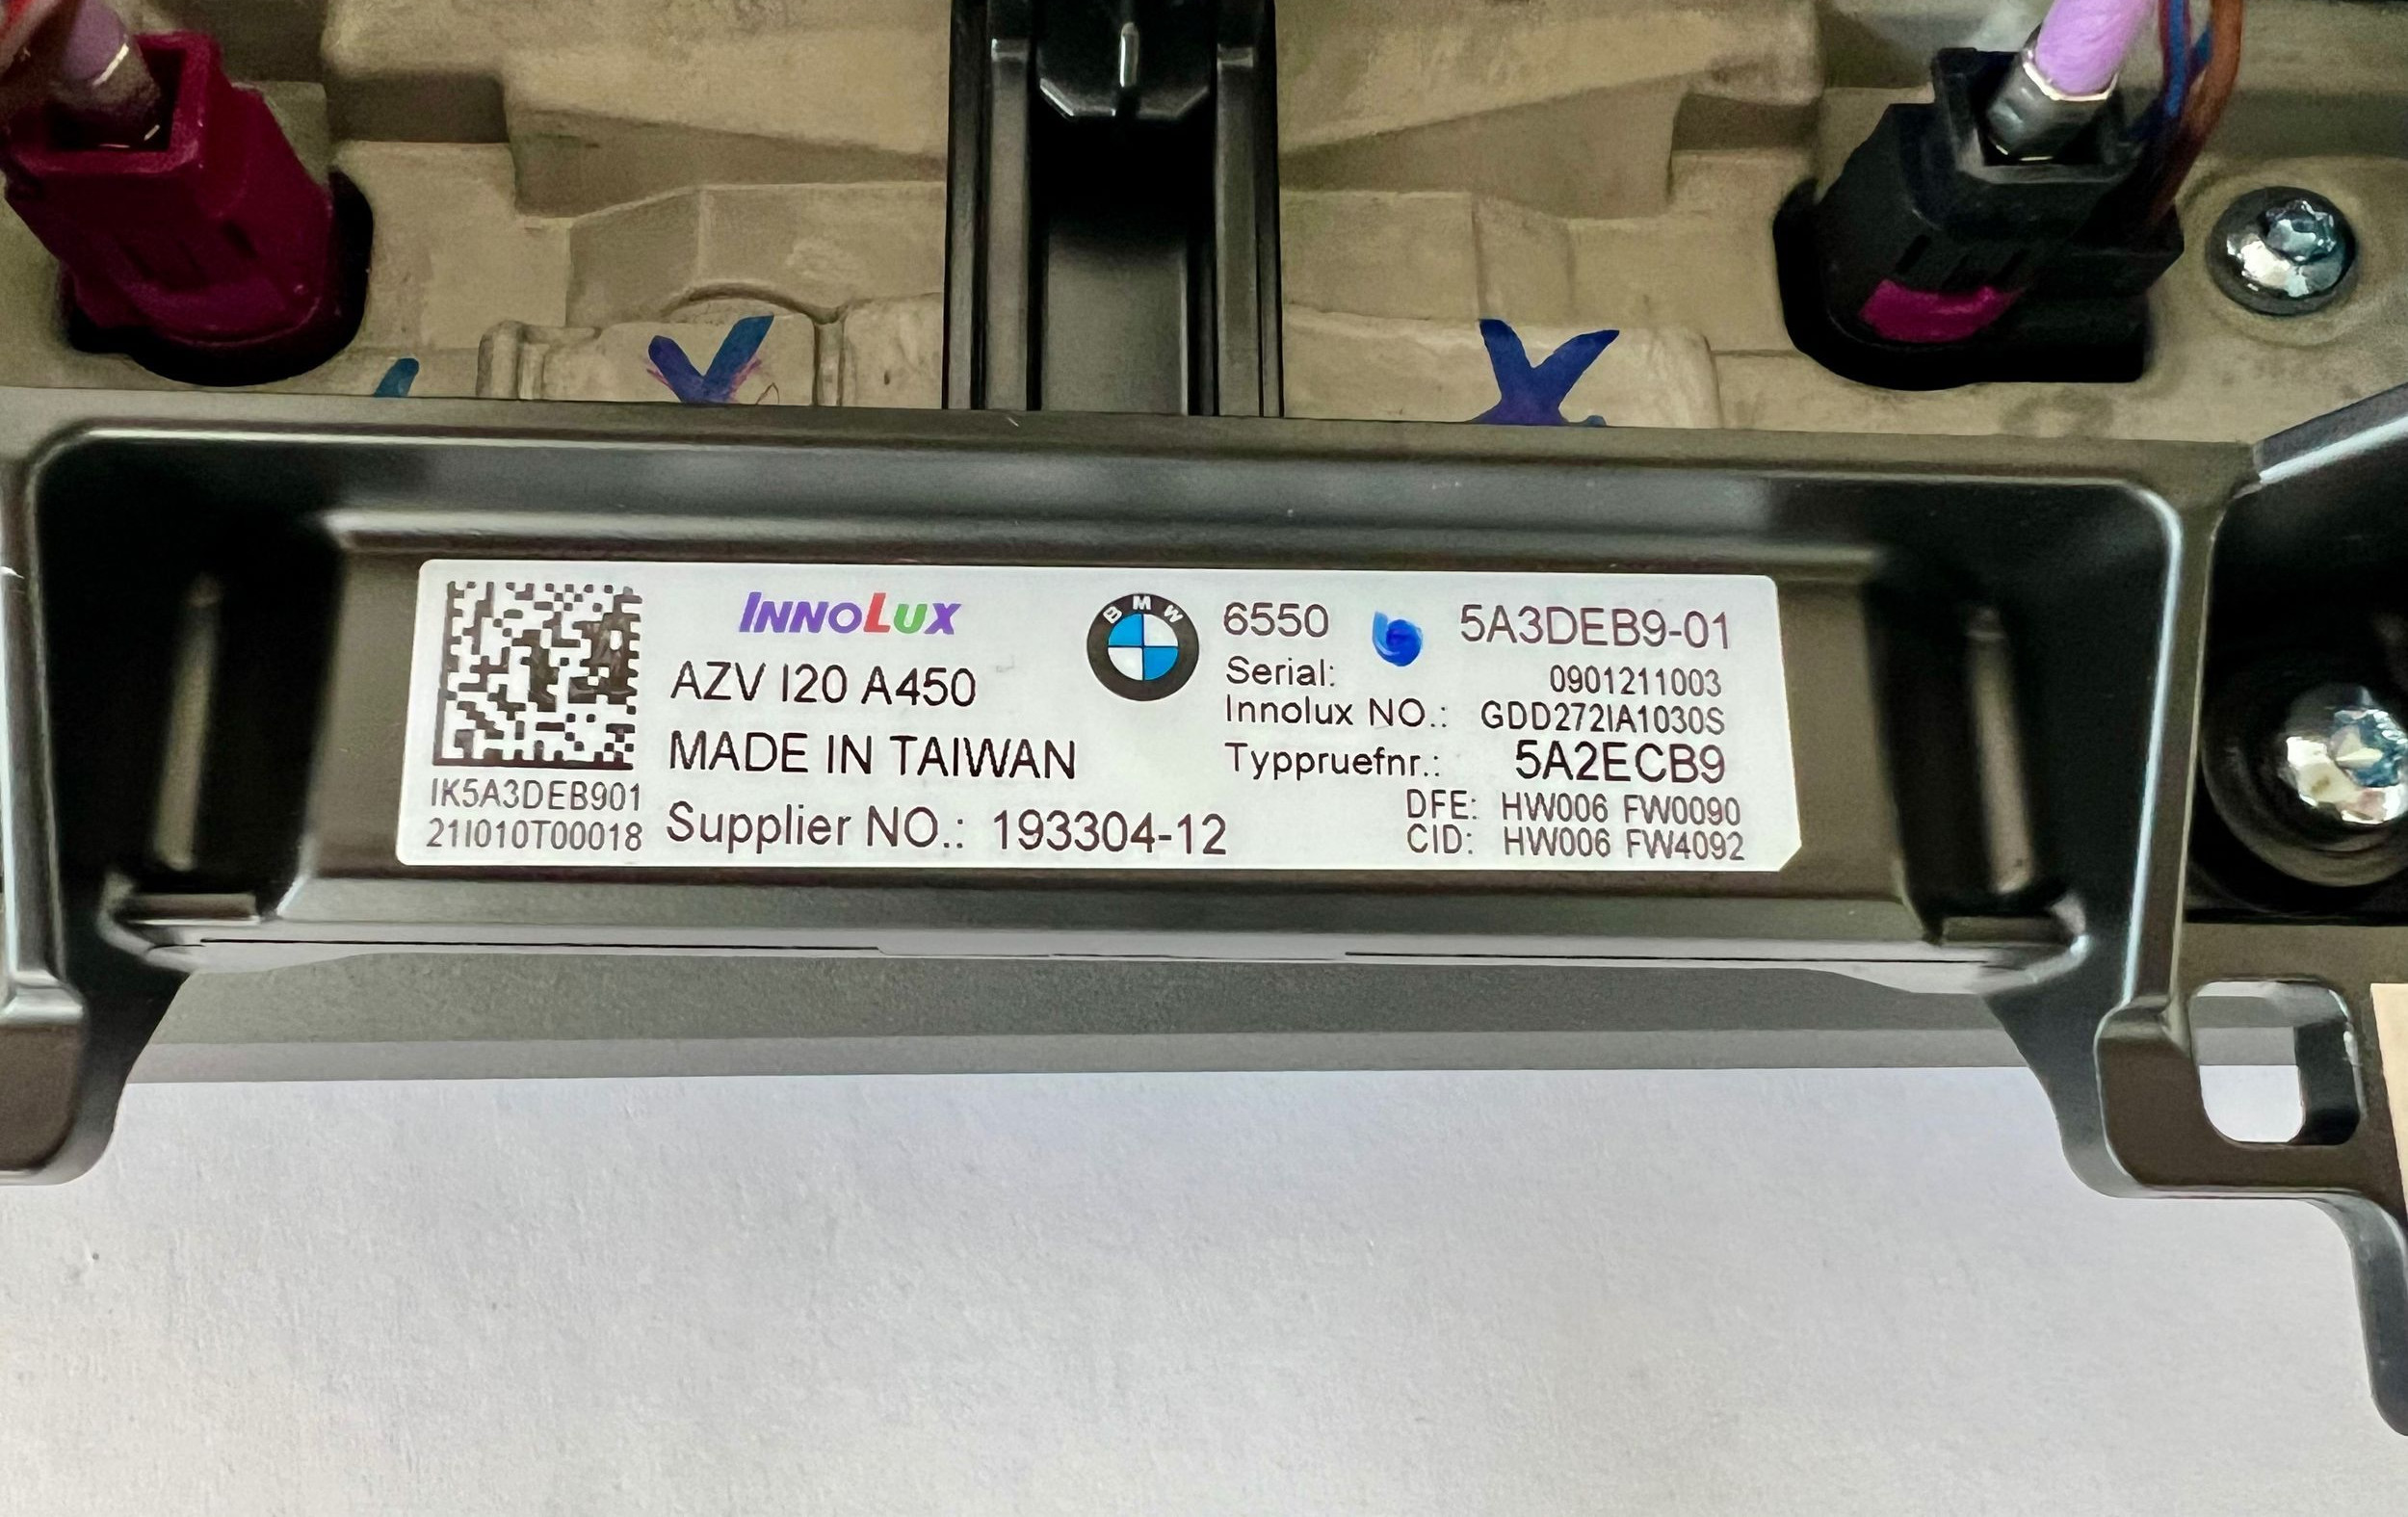 INNOLUX
AZV I20 A450
MADE IN TAIWAN
IK5A3DEB901
21I010T00018
Supplier NO.: 193304-12
BMW
6550 5A3DEB9-01
Serial: 0901211003
Innolux NO.: GDD272IA1030S
Typpruefnr.: 5A2ECB9
DFE: HW006 FW0090
CID: HW006 FW4092